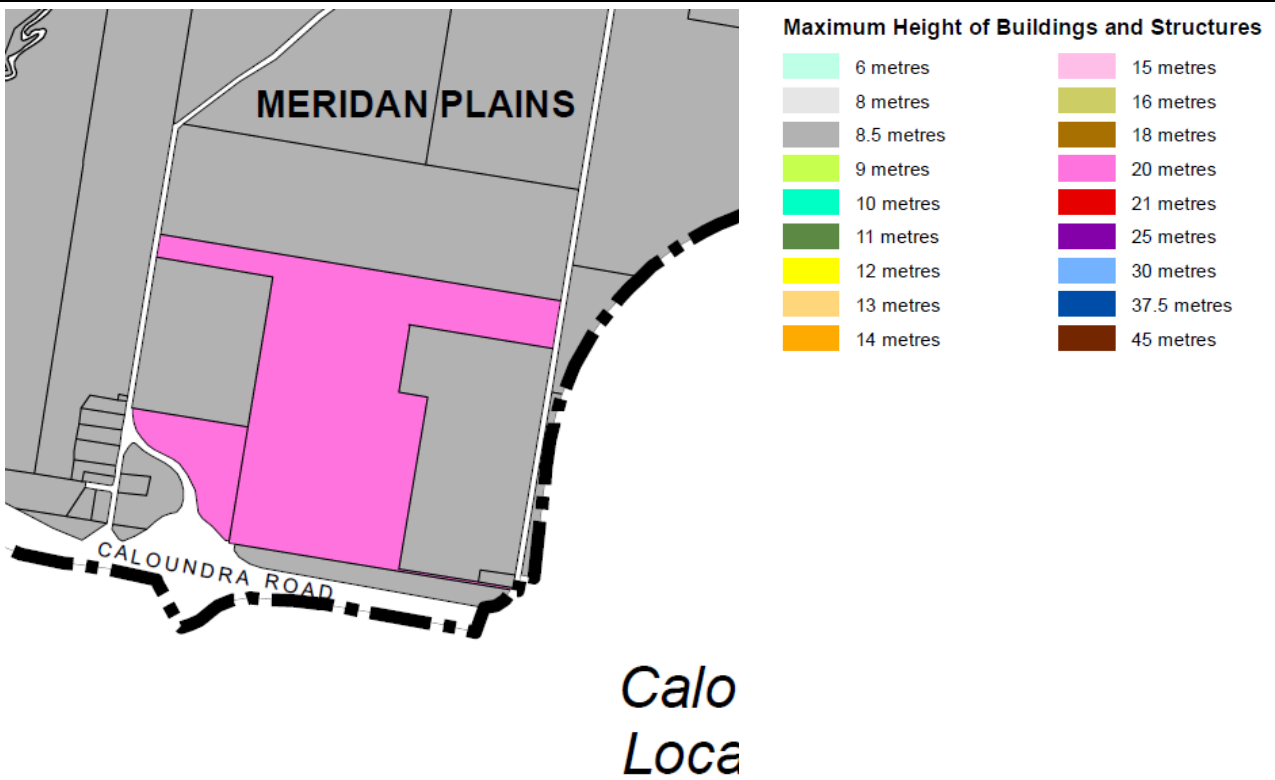 MERIDAN PLAINS
CALOUNDRA ROAD
Calo
Loca
Maximum Height of Buildings and Structures
6 metres
8 metres
8.5 metres
9 metres
10 metres
11 metres
12 metres
13 metres
14 metres
15 metres
16 metres
18 metres
20 metres
21 metres
25 metres
30 metres
37.5 metres
45 metres